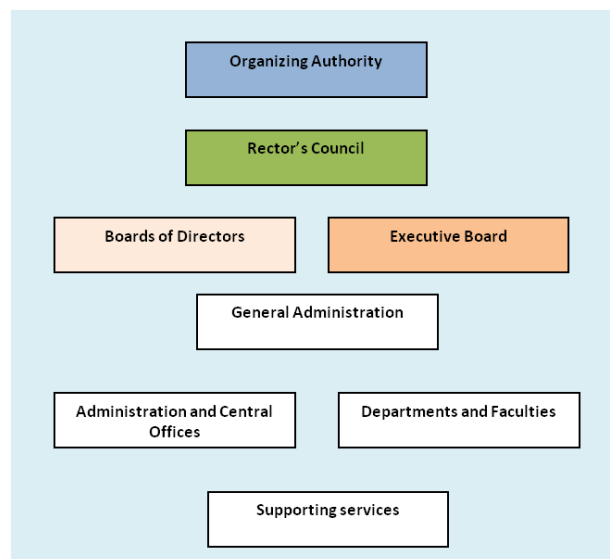 Organizing Authority
Rector’s Council
Boards of Directors
Executive Board
General Administration
Administration and Central
Offices
Departments and Faculties
Supporting services